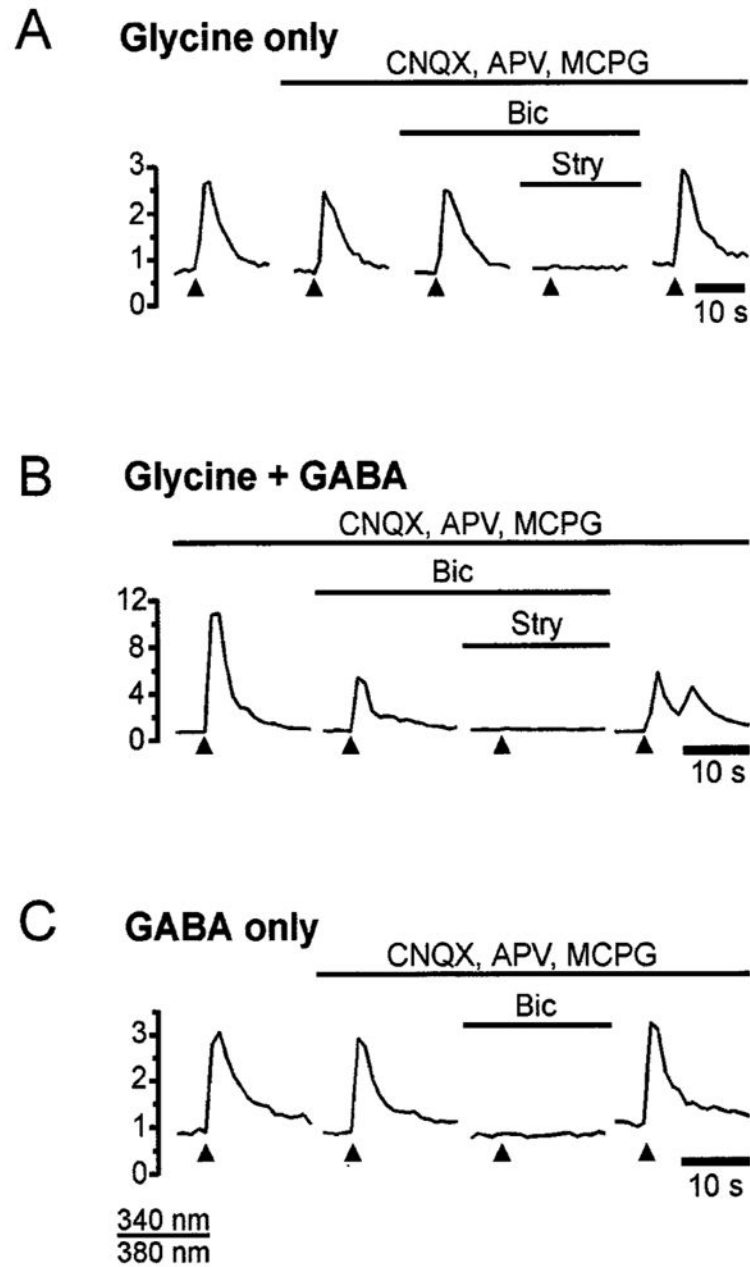 A Glycine only
CNQX, APV, MCPG
Bic
Stry
3
2
1
0
10 s
B Glycine + GABA
CNQX, APV, MCPG
Bic
Stry
12
8
4
0
10 s
C GABA only
CNQX, APV, MCPG
Bic
3
2
1
0
10 s
340 nm
380 nm